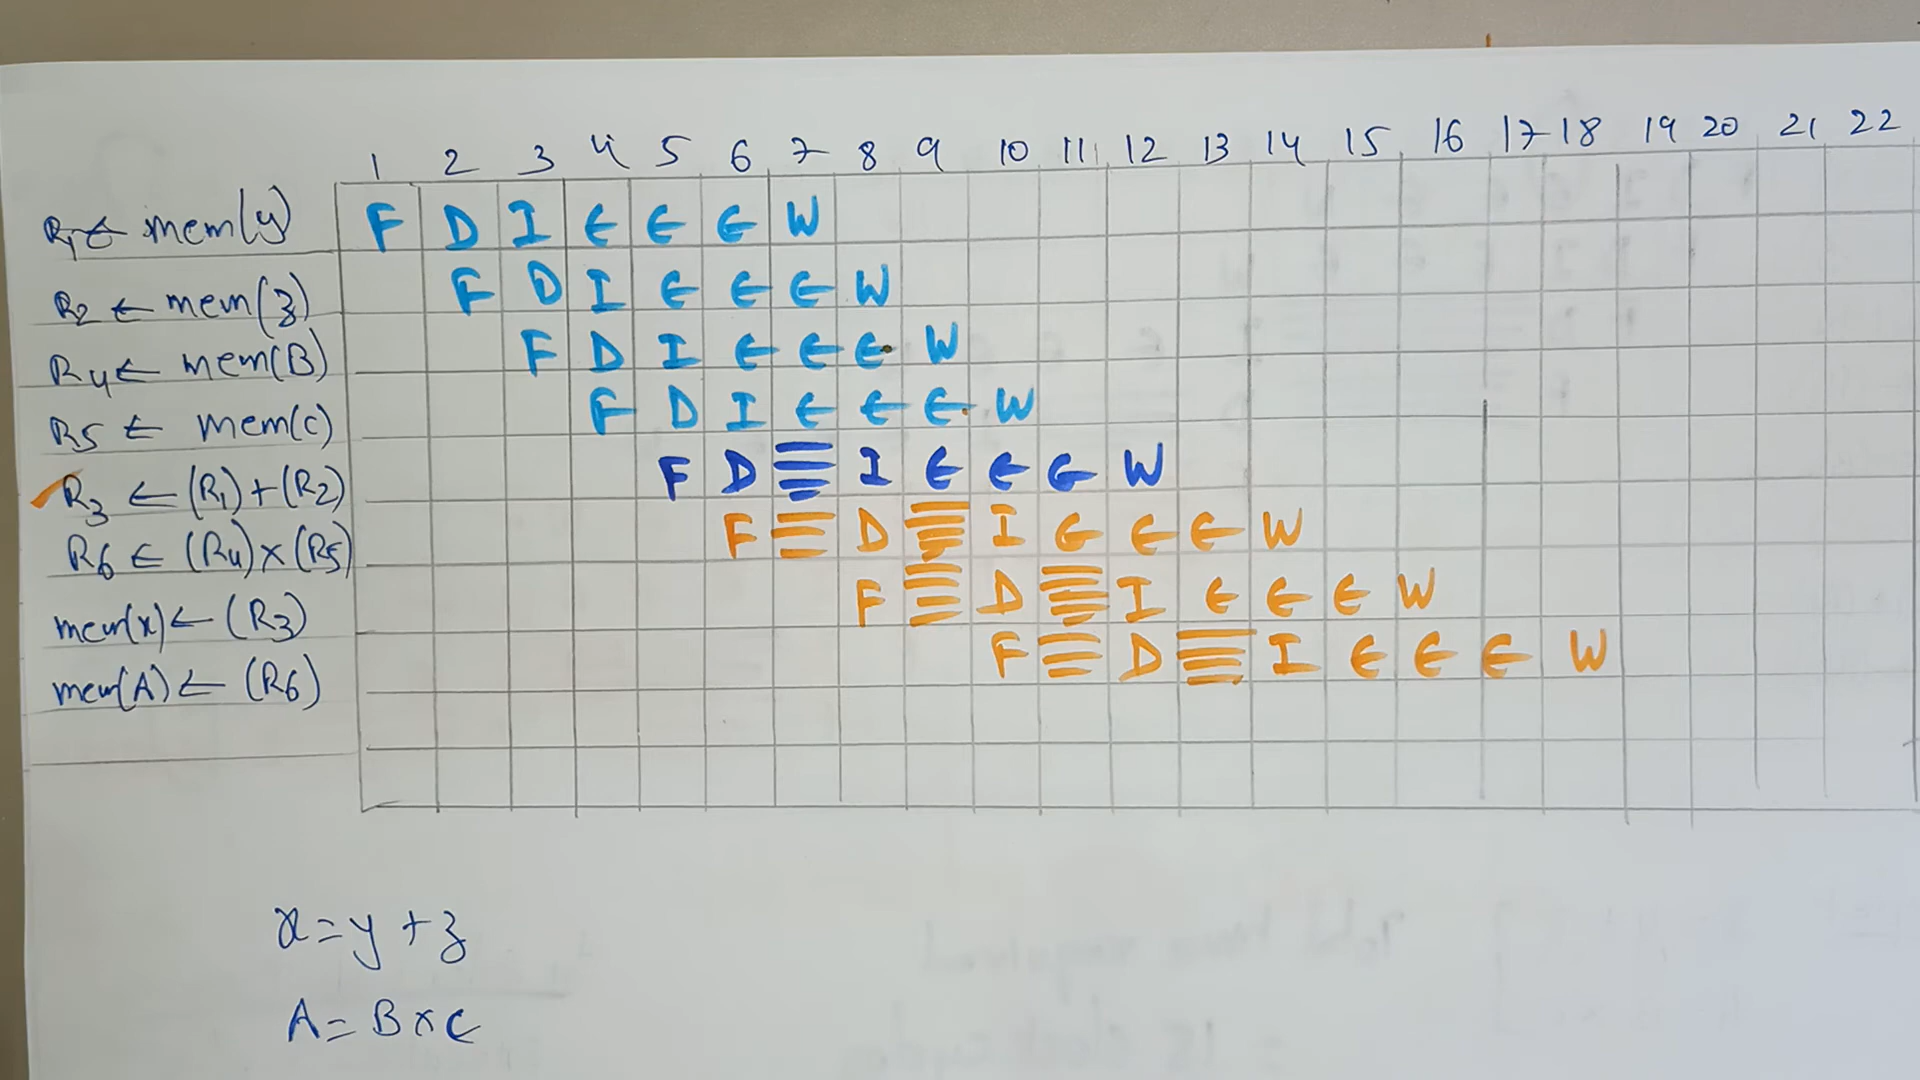 1 2 3 4 5 6 7 8 9 10 11 12 13 14 15 16 17 18 19 20 21 22
R1 ← mem(y) F D I E E E W
R2 ← mem(z) F D I E E E W
R4 ← mem(B) F D I E E E W
R5 ← mem(C) F D I E E E W
R3 ← (R1)+(R2) F D I E E E W
R6 ← (R4)×(R5) F D I E E E W
mem(x) ← (R3) F D I E E E W
mem(A) ← (R6) F D I E E E W
x=y+z
A=B×C